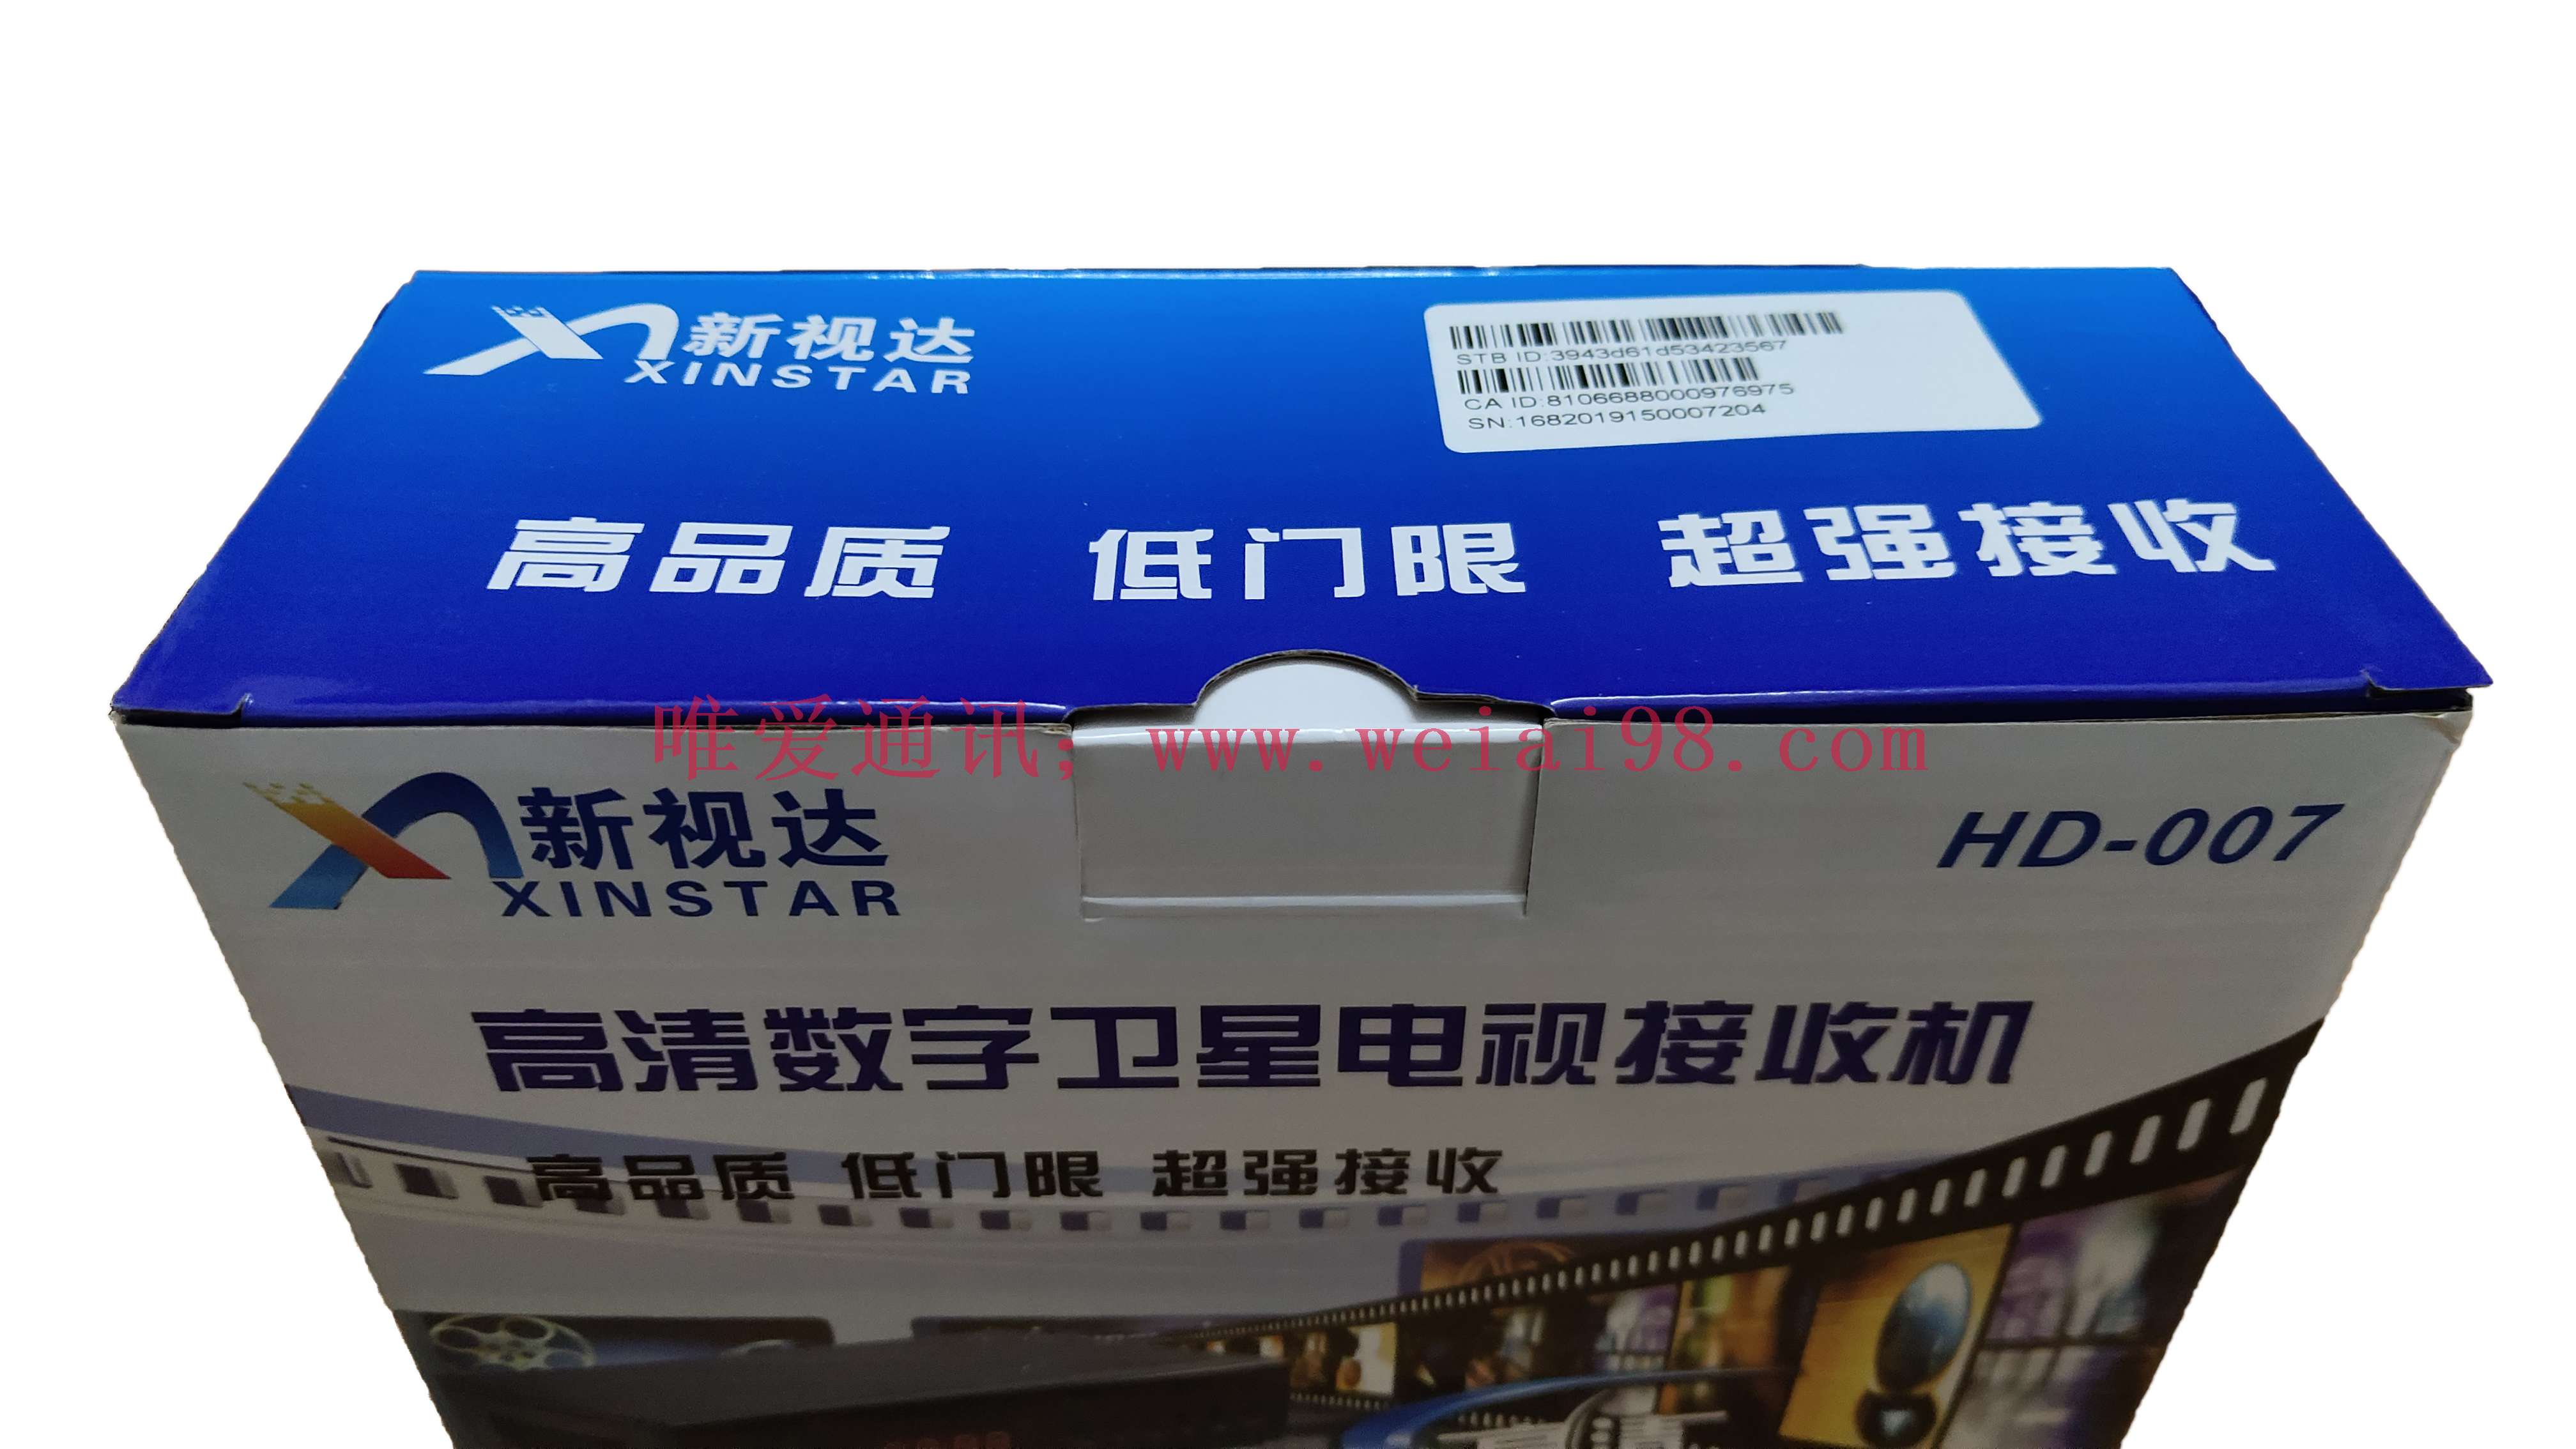 新视达
XINSTAR
STB ID:3943d61d53423567
CA ID:8106688000976975
SN:1682019150007204
高品质 低门限 超强接收
唯爱通讯；www.weiai98.com
新视达
XINSTAR
HD-007
高清数字卫星电视接收机
高品质 低门限 超强接收